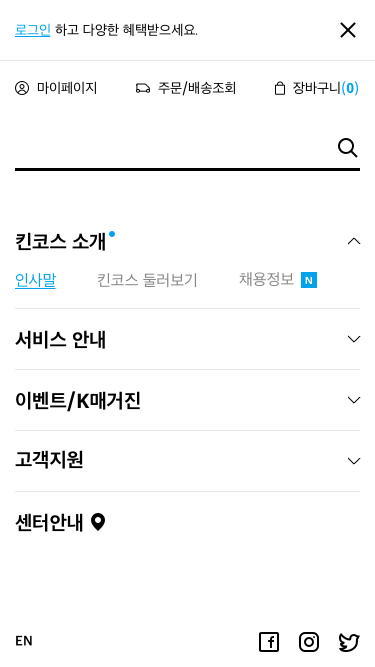 로그인 하고 다양한 혜택받으세요.
마이페이지 주문/배송조회 장바구니(0)
킨코스 소개
인사말 킨코스 둘러보기 채용정보 N
서비스 안내
이벤트/K매거진
고객지원
센터안내
EN